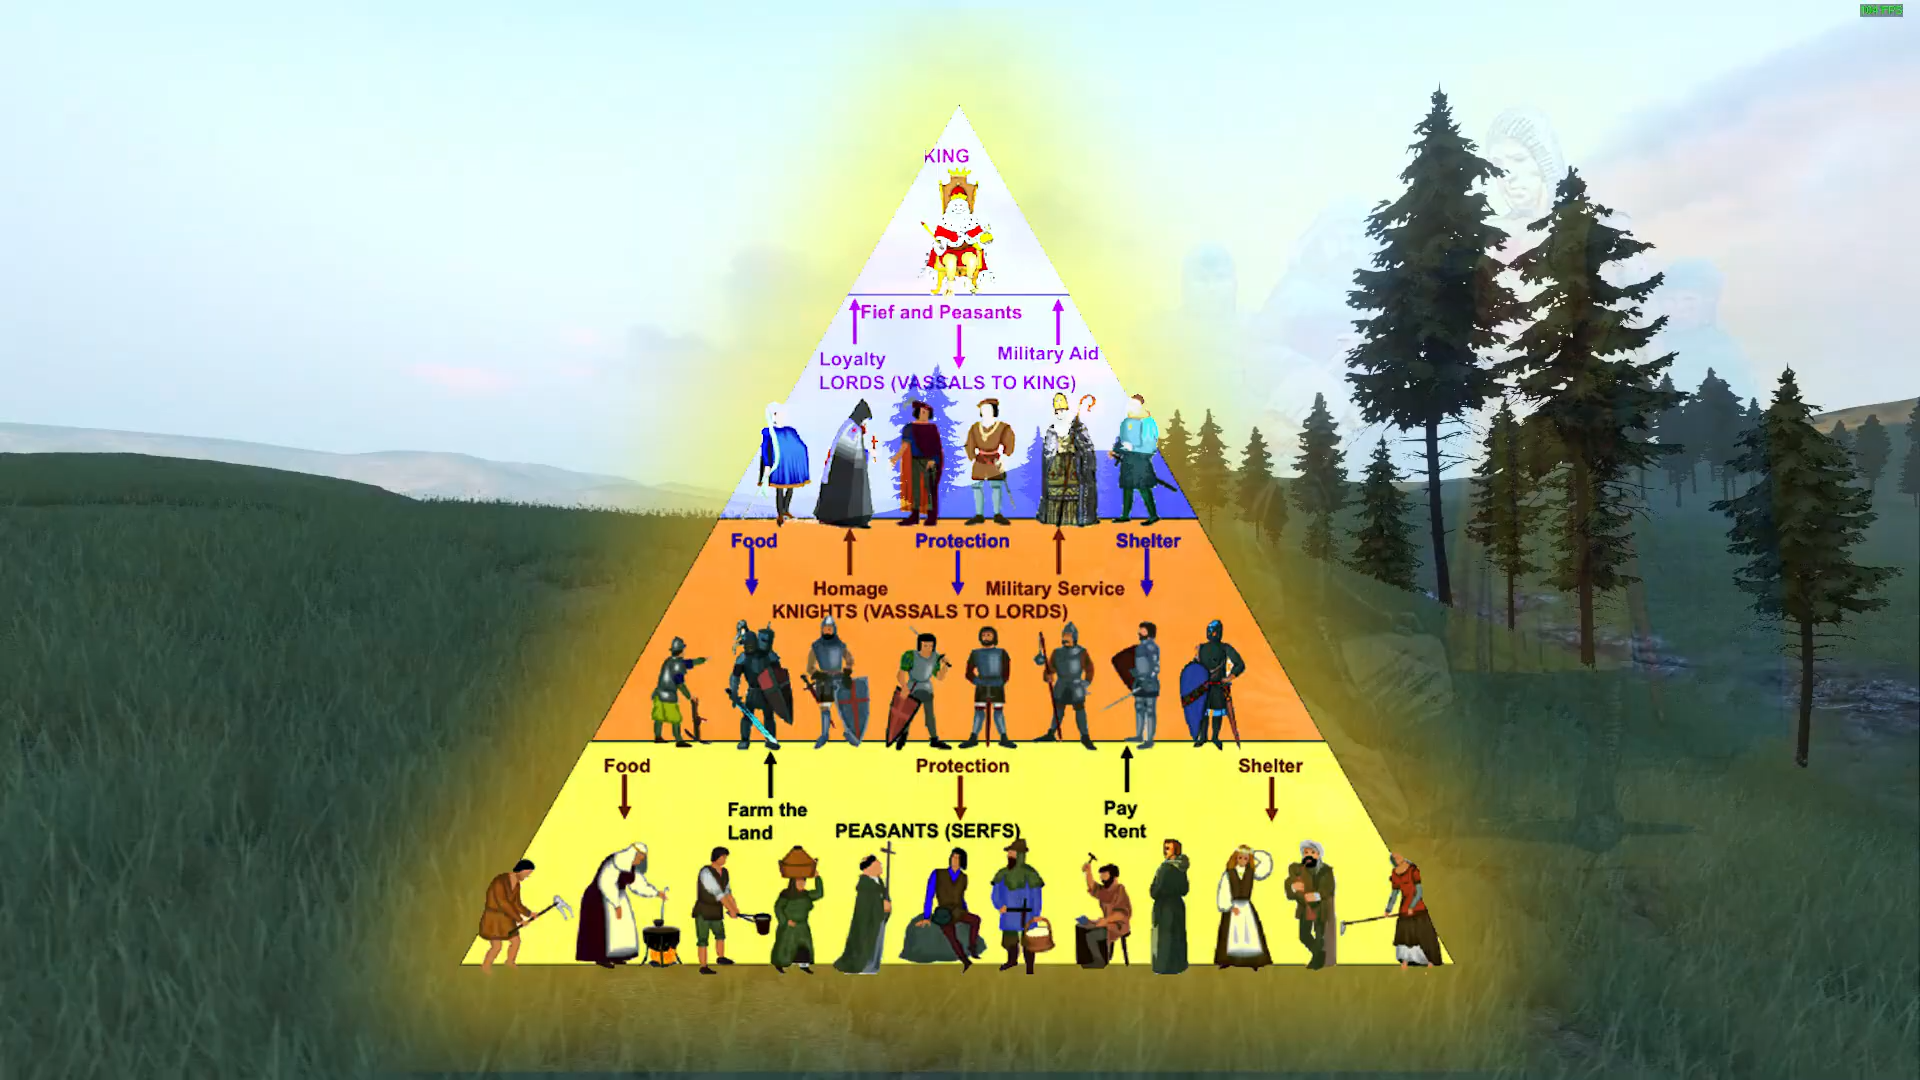 KING
Fief and Peasants
Loyalty
Military Aid
LORDS (VASSALS TO KING)
Food
Protection
Shelter
Homage
Military Service
KNIGHTS (VASSALS TO LORDS)
Food
Protection
Shelter
Farm the
Land
PEASANTS (SERFS)
Pay
Rent